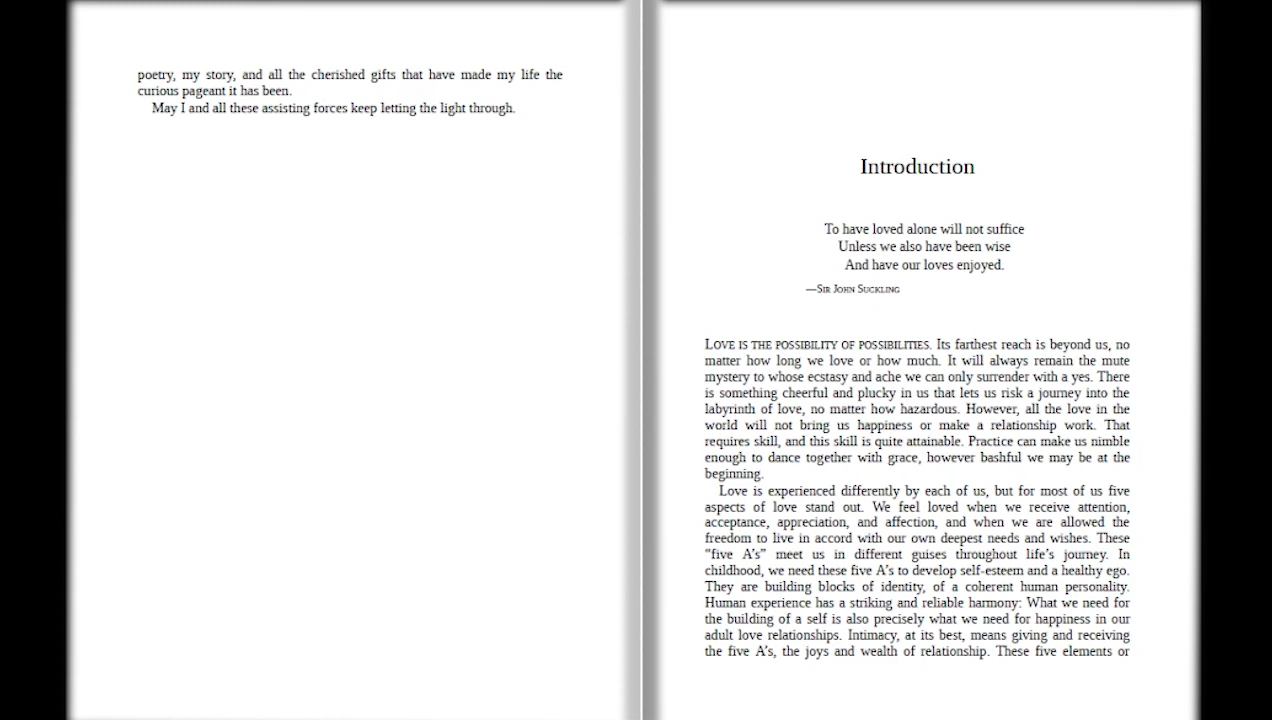 poetry, my story, and all the cherished gifts that have made my life the
curious pageant it has been.
May I and all these assisting forces keep letting the light through.
Introduction
To have loved alone will not suffice
Unless we also have been wise
And have our loves enjoyed.
—Sir John Suckling
Love is the possibility of possibilities. Its farthest reach is beyond us, no
matter how long we love or how much. It will always remain the mute
mystery to whose ecstasy and ache we can only surrender with a yes. There
is something cheerful and plucky in us that lets us risk a journey into the
labyrinth of love, no matter how hazardous. However, all the love in the
world will not bring us happiness or make a relationship work. That
requires skill, and this skill is quite attainable. Practice can make us nimble
enough to dance together with grace, however bashful we may be at the
beginning.
Love is experienced differently by each of us, but for most of us five
aspects of love stand out. We feel loved when we receive attention,
acceptance, appreciation, and affection, and when we are allowed the
freedom to live in accord with our own deepest needs and wishes. These
“five A’s” meet us in different guises throughout life’s journey. In
childhood, we need these five A’s to develop self-esteem and a healthy ego.
They are building blocks of identity, of a coherent human personality.
Human experience has a striking and reliable harmony: What we need for
the building of a self is also precisely what we need for happiness in our
adult love relationships. Intimacy, at its best, means giving and receiving
the five A’s, the joys and wealth of relationship. These five elements or